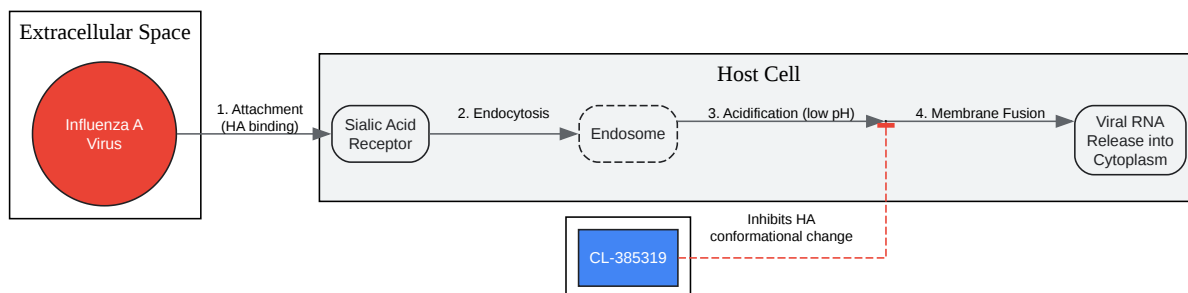 Extracellular Space
Influenza A
Virus
1. Attachment
(HA binding)
Host Cell
Sialic Acid
Receptor
2. Endocytosis
Endosome
3. Acidification (low pH)
4. Membrane Fusion
Viral RNA
Release into
Cytoplasm
Inhibits HA
conformational change
CL-385319